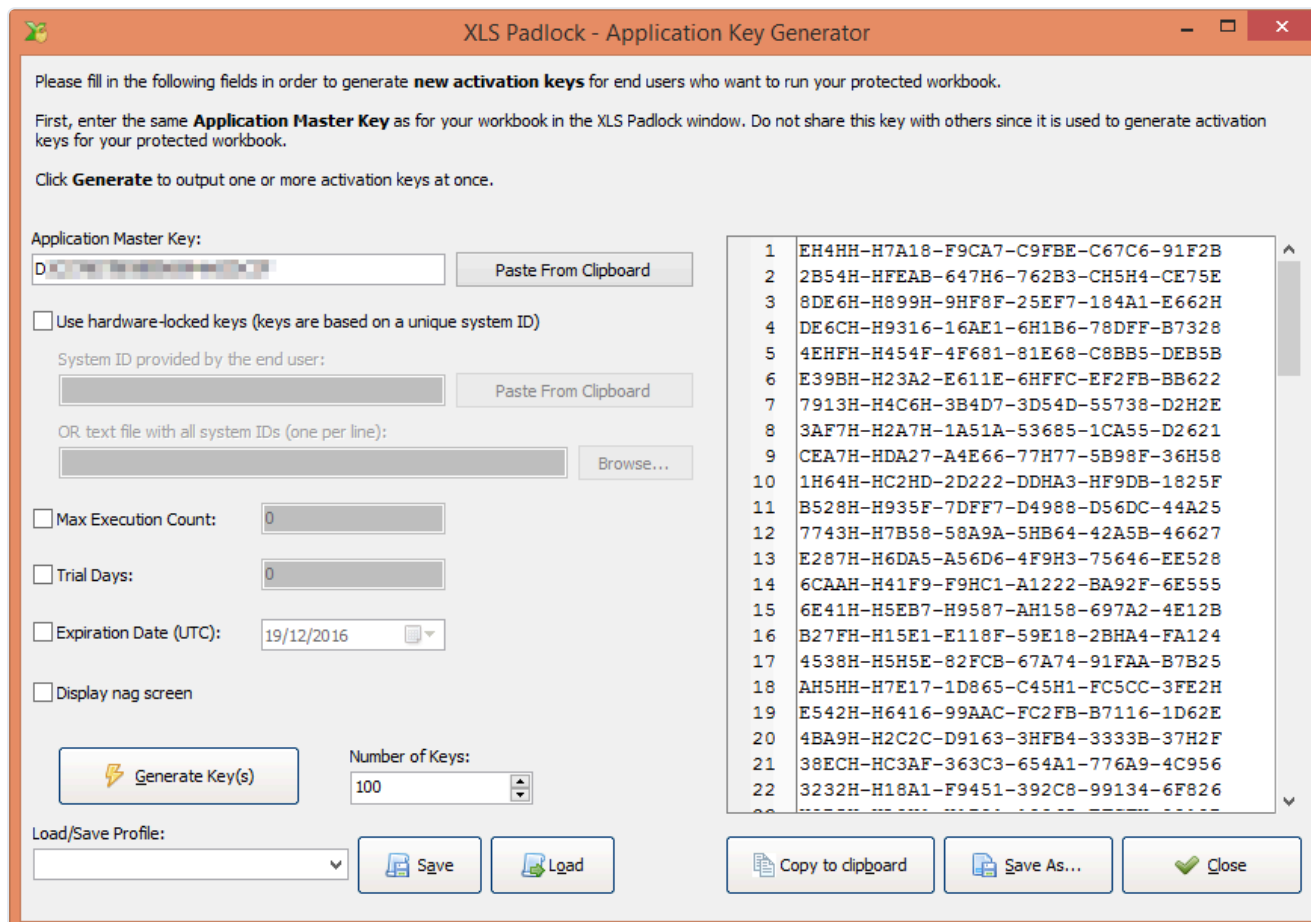 XLS Padlock - Application Key Generator
Please fill in the following fields in order to generate new activation keys for end users who want to run your protected workbook.
First, enter the same Application Master Key as for your workbook in the XLS Padlock window. Do not share this key with others since it is used to generate activation
keys for your protected workbook.
Click Generate to output one or more activation keys at once.
Application Master Key:
Paste From Clipboard
Use hardware-locked keys (keys are based on a unique system ID)
System ID provided by the end user:
Paste From Clipboard
OR text file with all system IDs (one per line):
Browse...
Max Execution Count:
0
Trial Days:
0
Expiration Date (UTC):
19/12/2016
Display nag screen
Generate Key(s)
Number of Keys:
100
Load/Save Profile:
Save
Load
1 EH4HH-H7A18-F9CA7-C9FBE-C67C6-91F2B
2 2B54H-HFEAB-647H6-762B3-CH5H4-CE75E
3 8DE6H-H899H-9HF8F-25EF7-184A1-E662H
4 DE6CH-H9316-16AE1-6H1B6-78DFF-B7328
5 4EHFH-H454F-4F681-81E68-C8BB5-DEB5B
6 E39BH-H23A2-E611E-6HFFC-EF2FB-BB622
7 7913H-H4C6H-3B4D7-3D54D-55738-D2H2E
8 3AF7H-H2A7H-1A51A-53685-1CA55-D2621
9 CEA7H-HDA27-A4E66-77H77-5B98F-36H58
10 1H64H-HC2HD-2D222-DDHA3-HF9DB-1825F
11 B528H-H935F-7DFF7-D4988-D56DC-44A25
12 7743H-H7B58-58A9A-5HB64-42A5B-46627
13 E287H-H6DA5-A56D6-4F9H3-75646-EE528
14 6CAAH-H41F9-F9HC1-A1222-BA92F-6E555
15 6E41H-H5EB7-H9587-AH158-697A2-4E12B
16 B27FH-H15E1-E118F-59E18-2BHA4-FA124
17 4538H-H5H5E-82FCB-67A74-91FAA-B7B25
18 AH5HH-H7E17-1D865-C45H1-FC5CC-3FE2H
19 E542H-H6416-99AAC-FC2FB-B7116-1D62E
20 4BA9H-H2C2C-D9163-3HFB4-3333B-37H2F
21 38ECH-HC3AF-363C3-654A1-776A9-4C956
22 3232H-H18A1-F9451-392C8-99134-6F826
Copy to clipboard
Save As...
Close